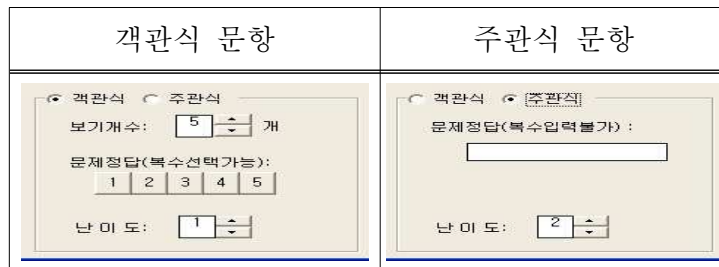 객관식 문항
주관식 문항
객관식 주관식
보기개수: 5 개
문제정답(복수선택가능):
1 2 3 4 5
난 이 도: 1
객관식 주관식
문제정답(복수입력불가) :
난 이 도: 2